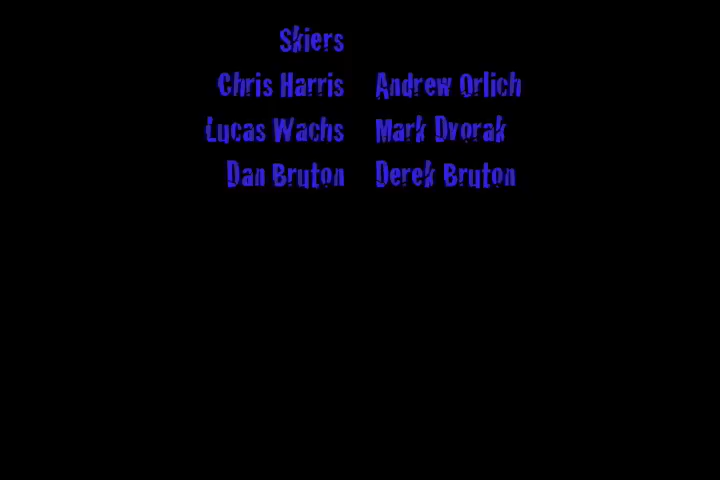 Skiers
Chris Harris Andrew Orlich
Lucas Wachs Mark Dvorak
Dan Bruton Derek Bruton